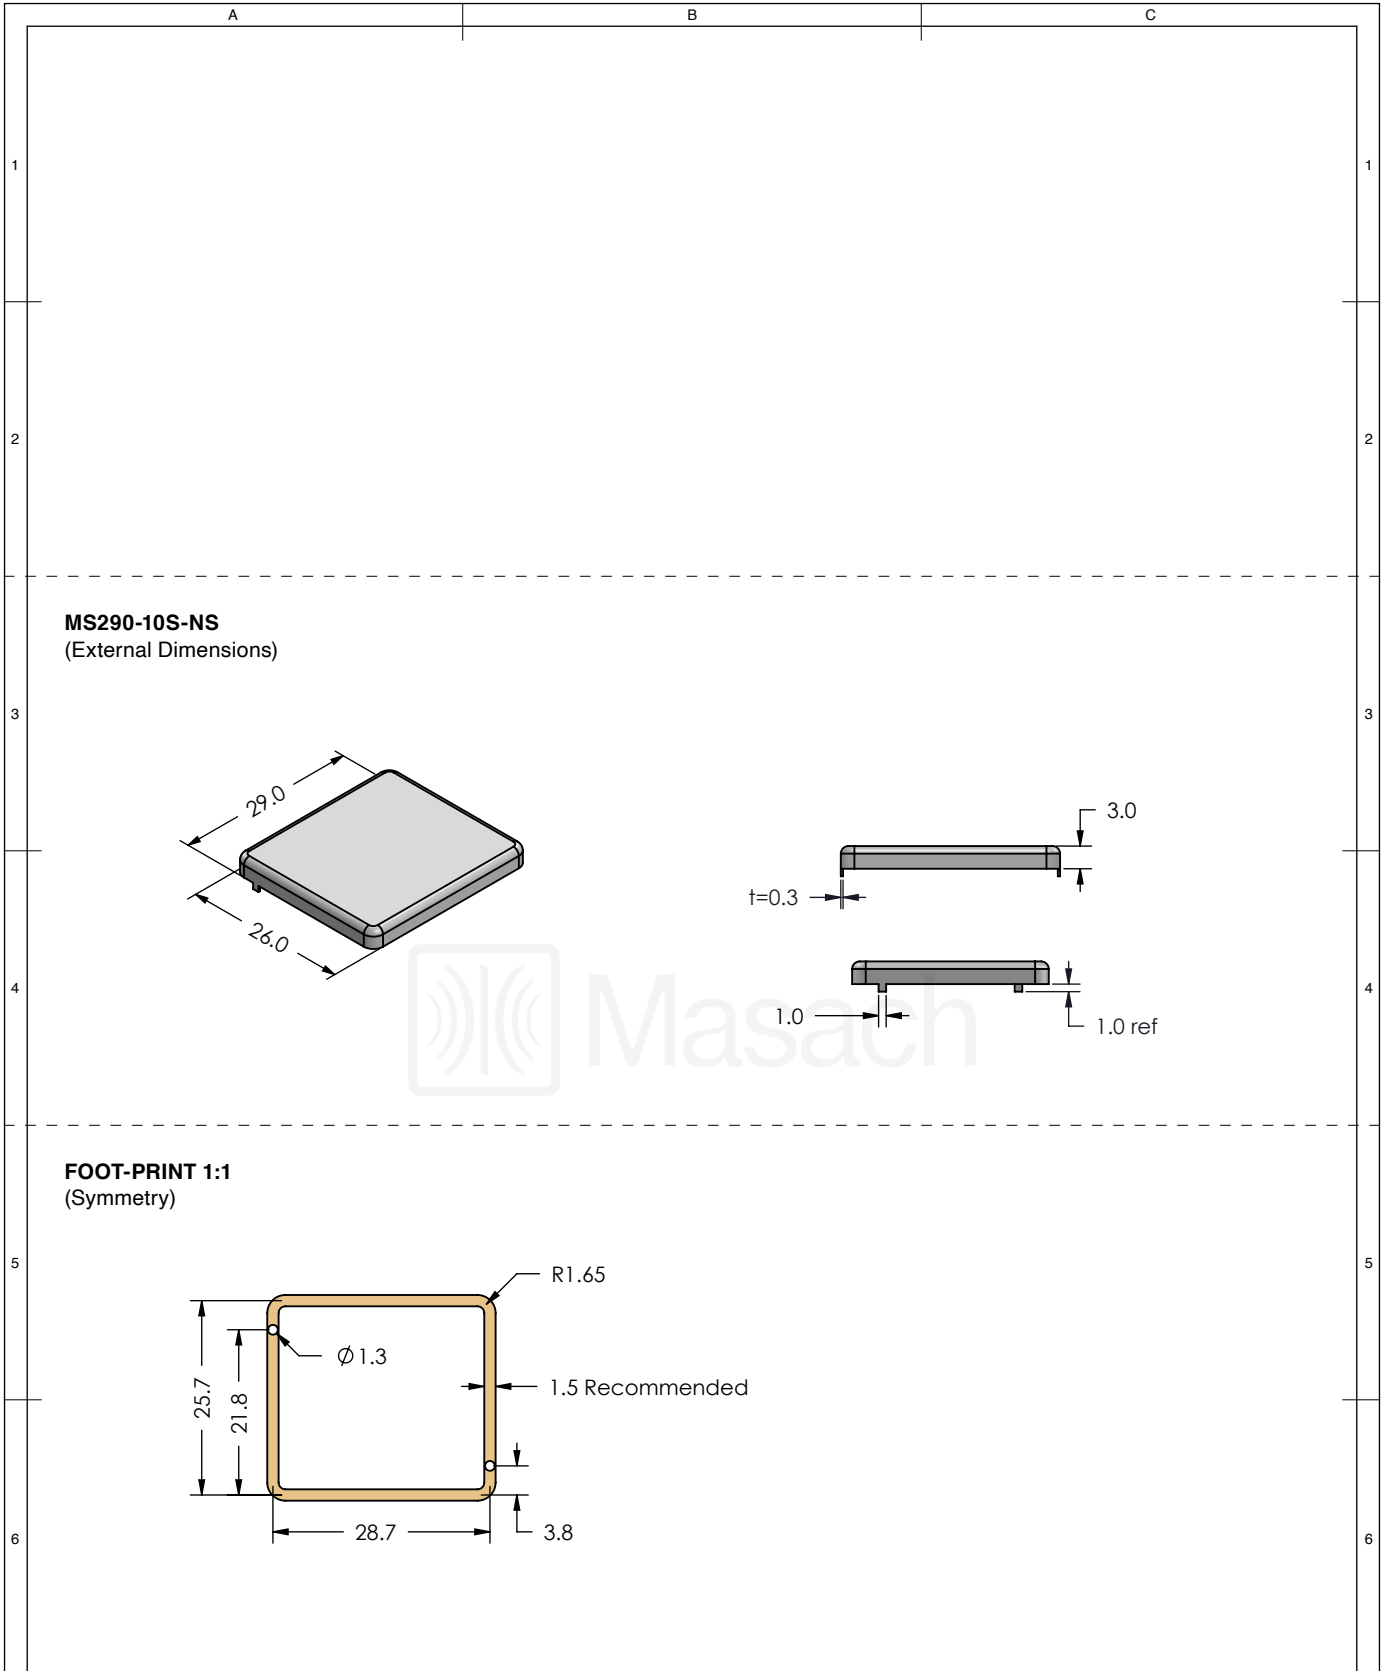 A B C
1 1
2 2
MS290-10S-NS
(External Dimensions)
3 3
29.0
26.0
3.0
t=0.3
4 4
1.0
1.0 ref
Masach
FOOT-PRINT 1:1
(Symmetry)
5 5
R1.65
Ø1.3
1.5 Recommended
25.7
21.8
28.7
3.8
6 6